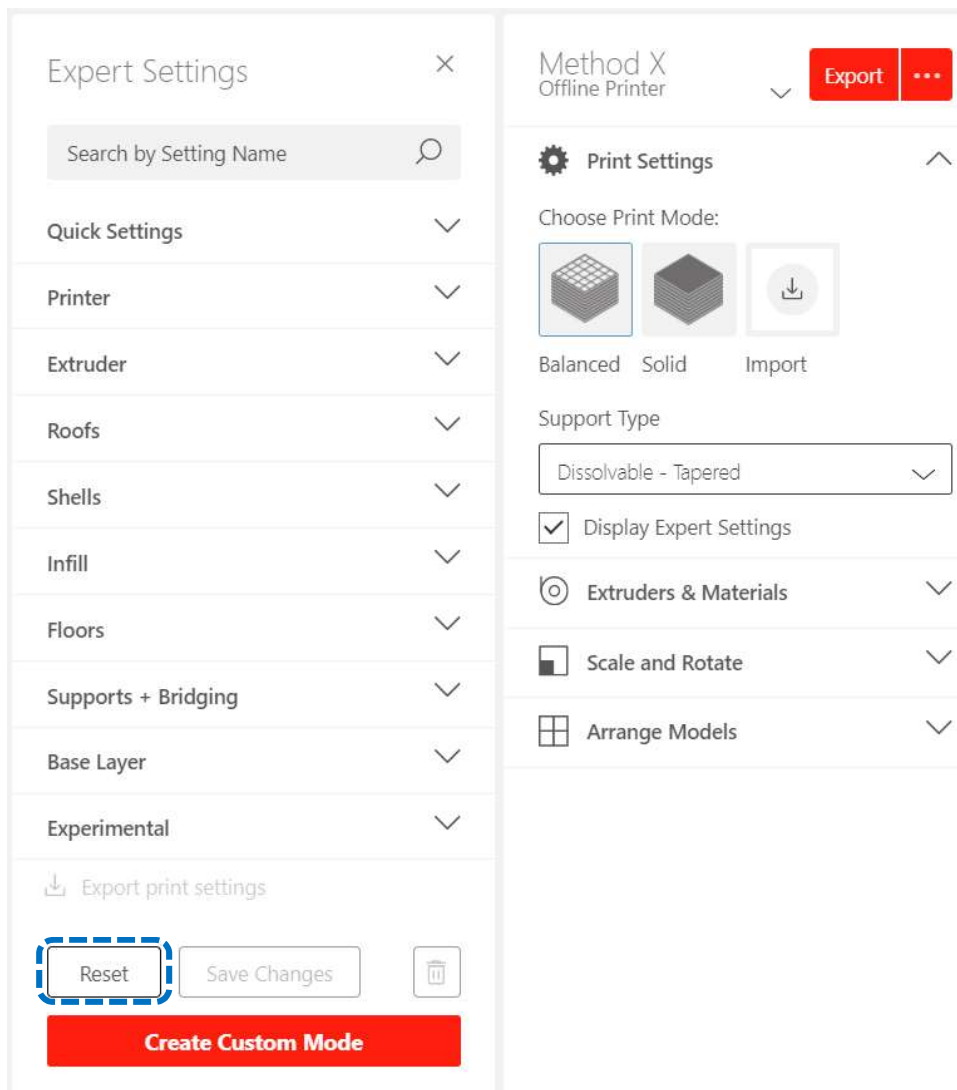 Expert Settings
Search by Setting Name
Quick Settings
Printer
Extruder
Roofs
Shells
Infill
Floors
Supports + Bridging
Base Layer
Experimental
Export print settings
Reset
Save Changes
Create Custom Mode
Method X
Offline Printer
Export
Print Settings
Choose Print Mode:
Balanced
Solid
Import
Support Type
Dissolvable - Tapered
Display Expert Settings
Extruders & Materials
Scale and Rotate
Arrange Models